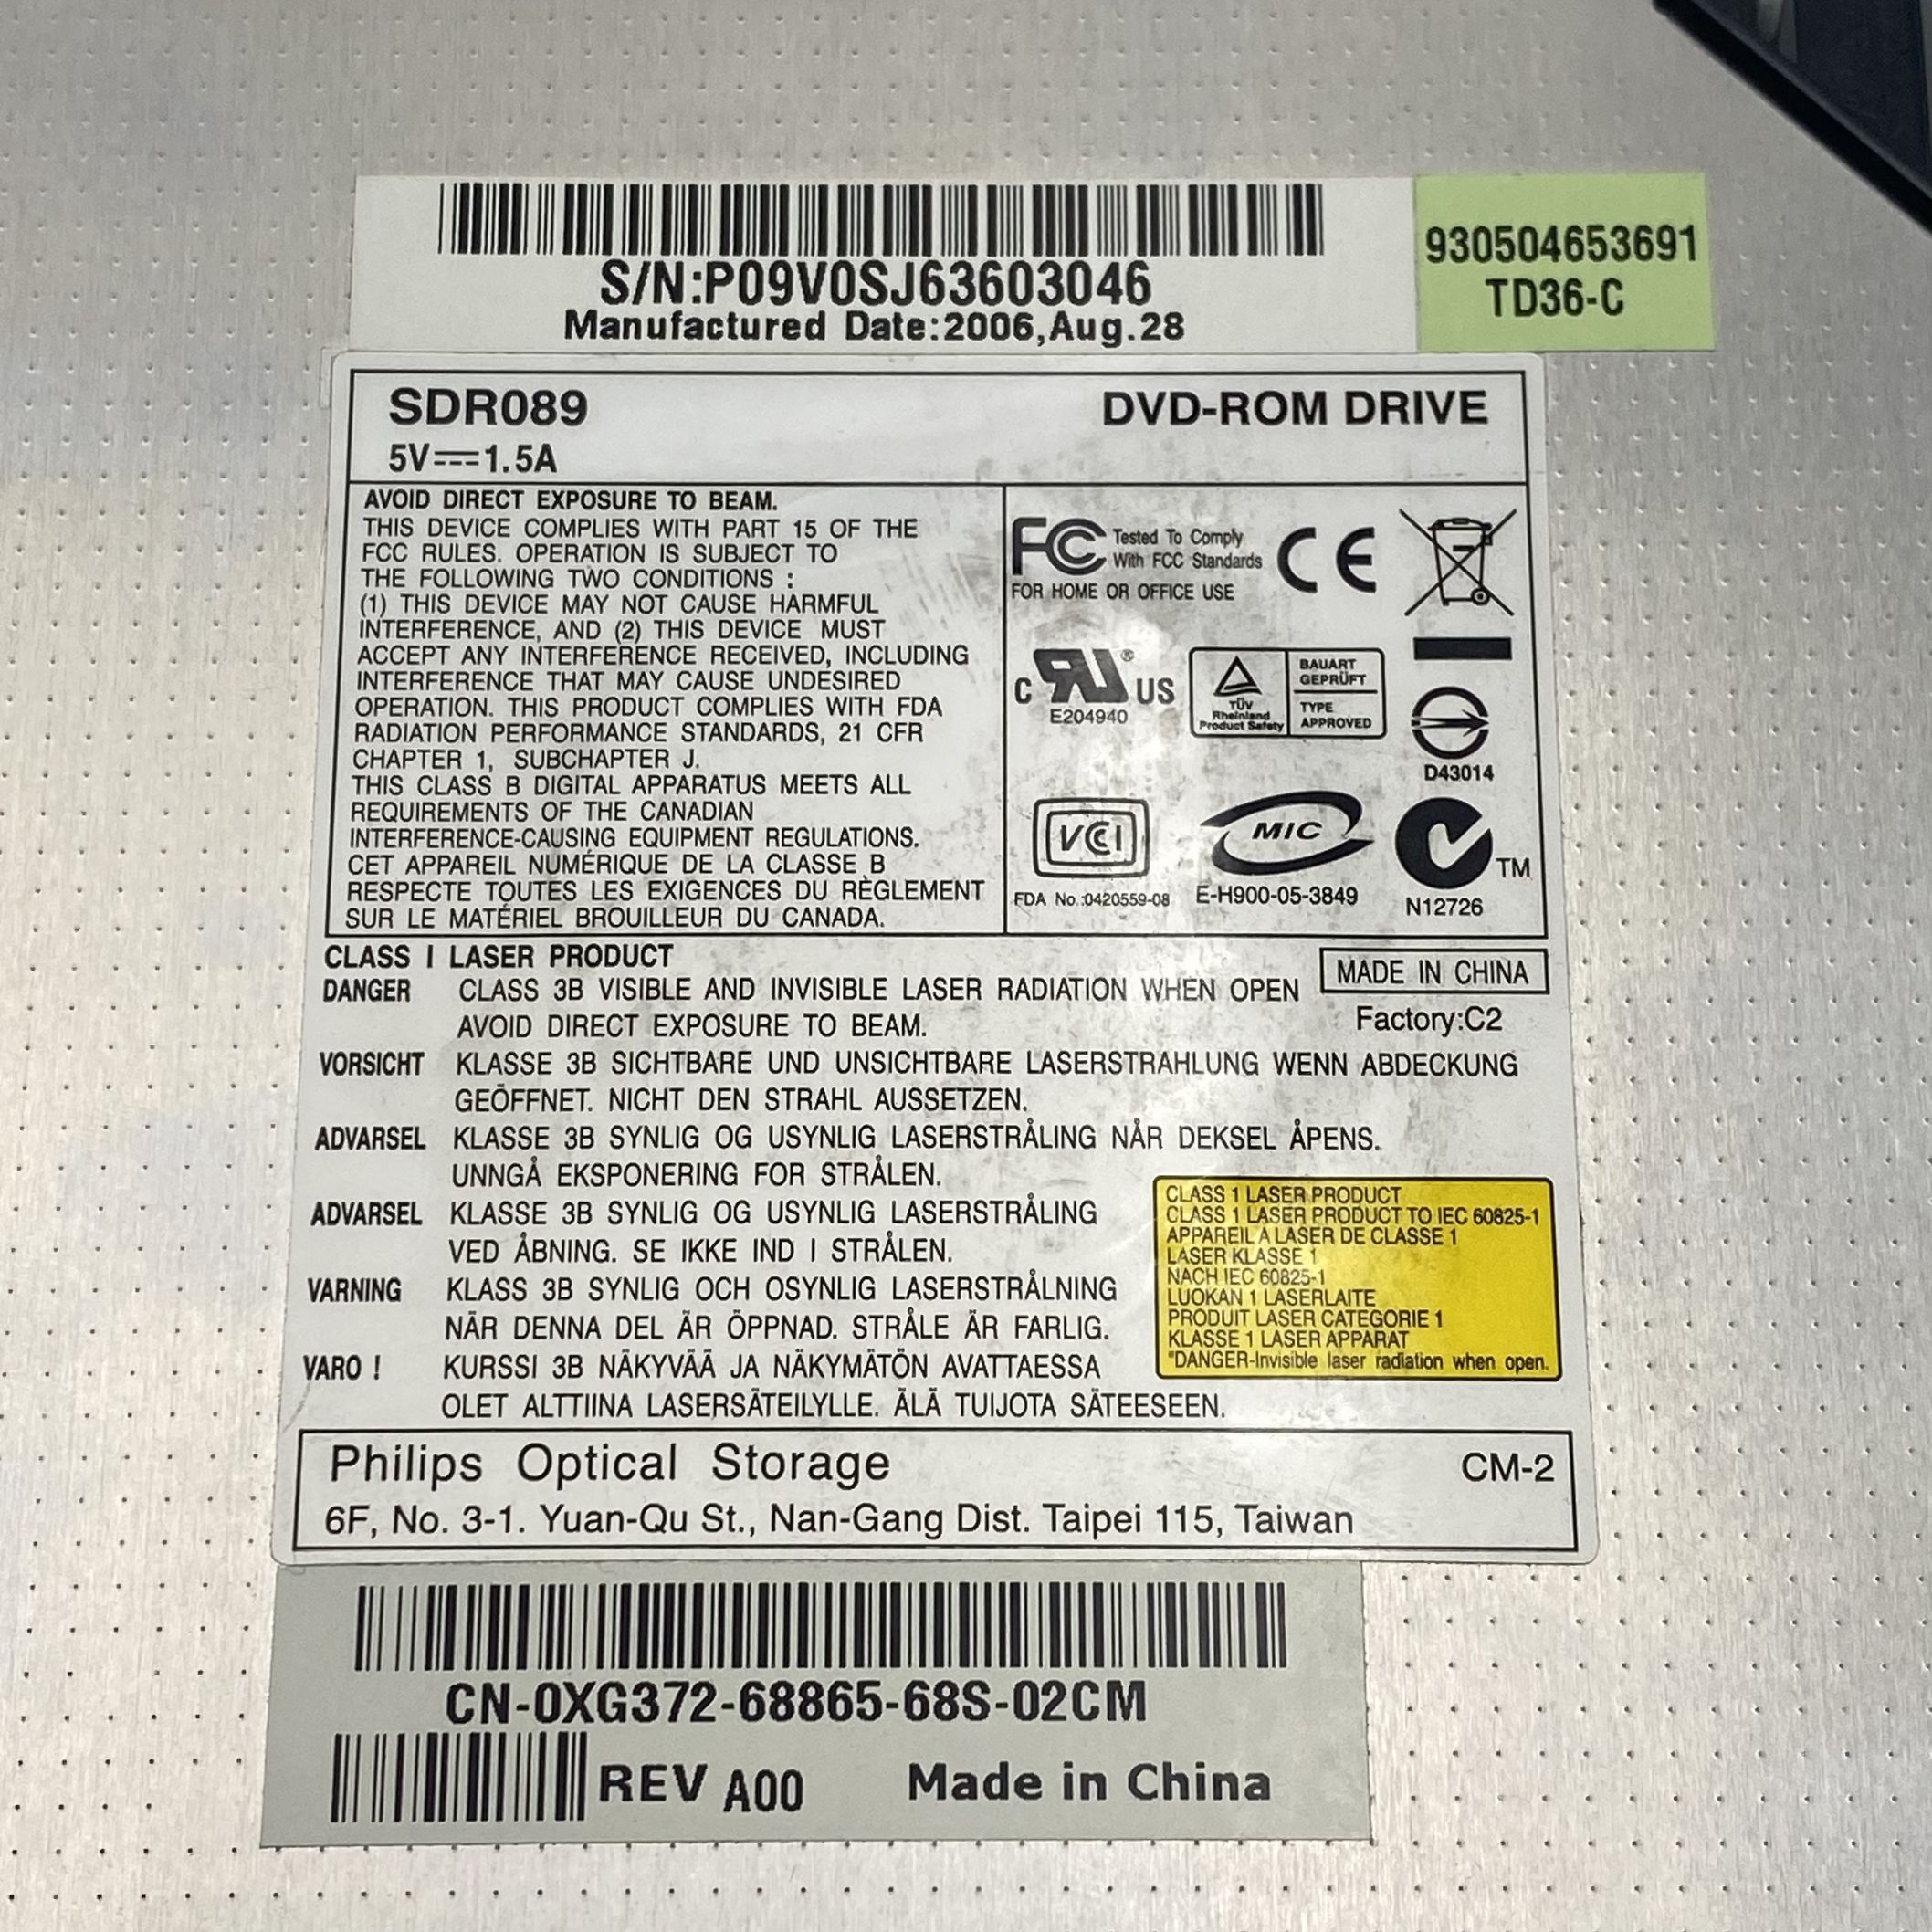 S/N:P09V0SJ63603046
Manufactured Date:2006,Aug.28
930504653691
TD36-C
SDR089
DVD-ROM DRIVE
5V⎓1.5A
AVOID DIRECT EXPOSURE TO BEAM.
THIS DEVICE COMPLIES WITH PART 15 OF THE
FCC RULES. OPERATION IS SUBJECT TO
THE FOLLOWING TWO CONDITIONS :
(1) THIS DEVICE MAY NOT CAUSE HARMFUL
INTERFERENCE, AND (2) THIS DEVICE MUST
ACCEPT ANY INTERFERENCE RECEIVED, INCLUDING
INTERFERENCE THAT MAY CAUSE UNDESIRED
OPERATION. THIS PRODUCT COMPLIES WITH FDA
RADIATION PERFORMANCE STANDARDS, 21 CFR
CHAPTER 1, SUBCHAPTER J.
THIS CLASS B DIGITAL APPARATUS MEETS ALL
REQUIREMENTS OF THE CANADIAN
INTERFERENCE-CAUSING EQUIPMENT REGULATIONS.
CET APPAREIL NUMÉRIQUE DE LA CLASSE B
RESPECTE TOUTES LES EXIGENCES DU RÈGLEMENT
SUR LE MATÉRIEL BROUILLEUR DU CANADA.
FC Tested To Comply
With FCC Standards
FOR HOME OR OFFICE USE
CE
C RU® US
E204940
TÜV
Rheinland
Product Safety
BAUART
GEPRÜFT
TYPE
APPROVED
D43014
VCI
FDA No.:0420559-08
MIC
E-H900-05-3849
TM
N12726
CLASS I LASER PRODUCT
MADE IN CHINA
Factory:C2
DANGER CLASS 3B VISIBLE AND INVISIBLE LASER RADIATION WHEN OPEN
AVOID DIRECT EXPOSURE TO BEAM.
VORSICHT KLASSE 3B SICHTBARE UND UNSICHTBARE LASERSTRAHLUNG WENN ABDECKUNG
GEÖFFNET. NICHT DEN STRAHL AUSSETZEN.
ADVARSEL KLASSE 3B SYNLIG OG USYNLIG LASERSTRÅLING NÅR DEKSEL ÅPENS.
UNNGÅ EKSPONERING FOR STRÅLEN.
ADVARSEL KLASSE 3B SYNLIG OG USYNLIG LASERSTRÅLING
VED ÅBNING. SE IKKE IND I STRÅLEN.
VARNING KLASS 3B SYNLIG OCH OSYNLIG LASERSTRÅLNING
NÄR DENNA DEL ÄR ÖPPNAD. STRÅLE ÄR FARLIG.
VARO ! KURSSI 3B NÄKYVÄÄ JA NÄKYMÄTÖN AVATTAESSA
OLET ALTTIINA LASERSÄTEILYLLE. ÄLÄ TUIJOTA SÄTEESEEN.
CLASS 1 LASER PRODUCT
CLASS 1 LASER PRODUCT TO IEC 60825-1
APPAREIL A LASER DE CLASSE 1
LASER KLASSE 1
NACH IEC 60825-1
LUOKAN 1 LASERLAITE
PRODUIT LASER CATEGORIE 1
KLASSE 1 LASER APPARAT
"DANGER-Invisible laser radiation when open.
Philips Optical Storage
CM-2
6F, No. 3-1. Yuan-Qu St., Nan-Gang Dist. Taipei 115, Taiwan
CN-0XG372-68865-68S-02CM
REV A00
Made in China